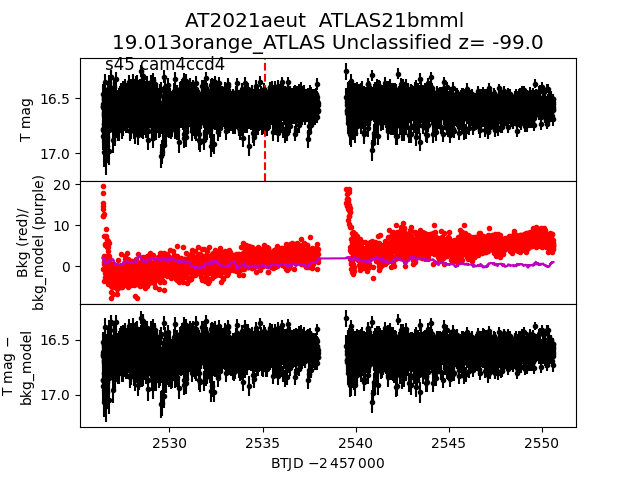 AT2021aeut  ATLAS21bmml
19.013orange_ATLAS Unclassified z= -99.0
s45 cam4ccd4
T mag
16.5
17.0
Bkg (red)/
bkg_model (purple)
20
10
0
T mag −
bkg_model
16.5
17.0
2530
2535
2540
2545
2550
BTJD −2 457 000